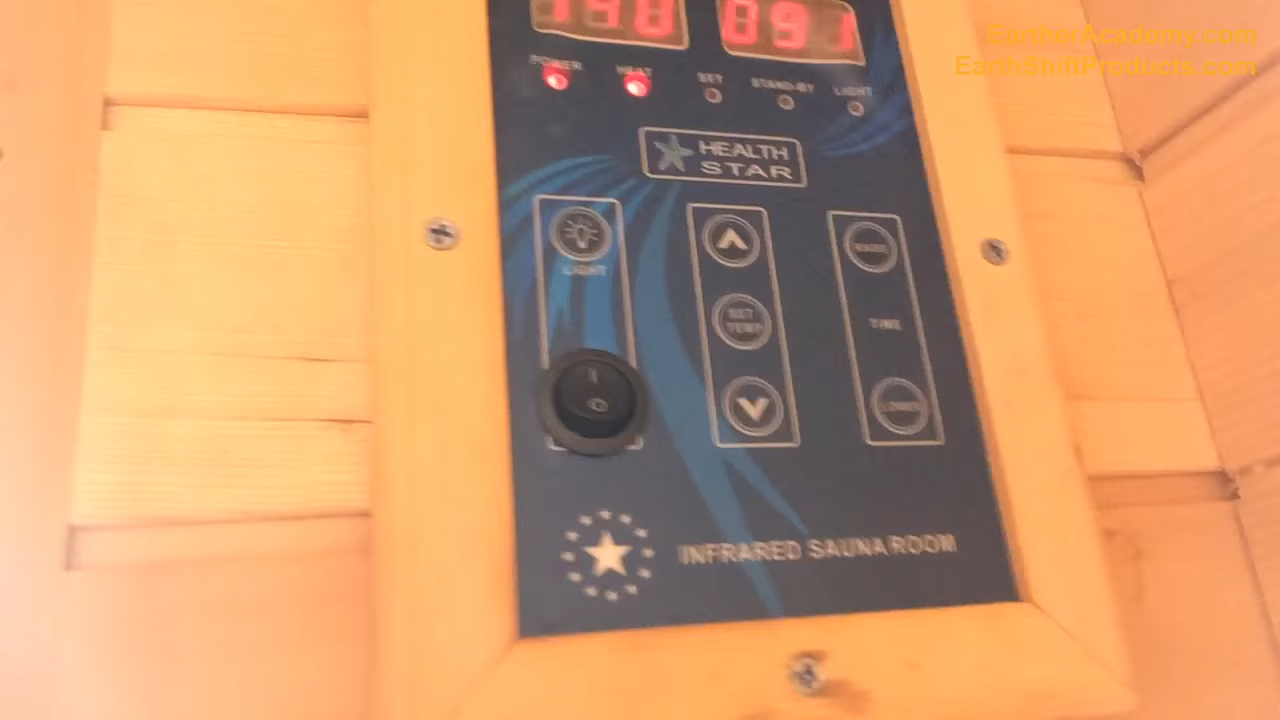 EartherAcademy.com
EarthShiftProducts.com
POWER HEAT SET STAND-BY LIGHT
HEALTH
STAR
LIGHT
SET
TEMP
TIME
I
O
INFRARED SAUNA ROOM